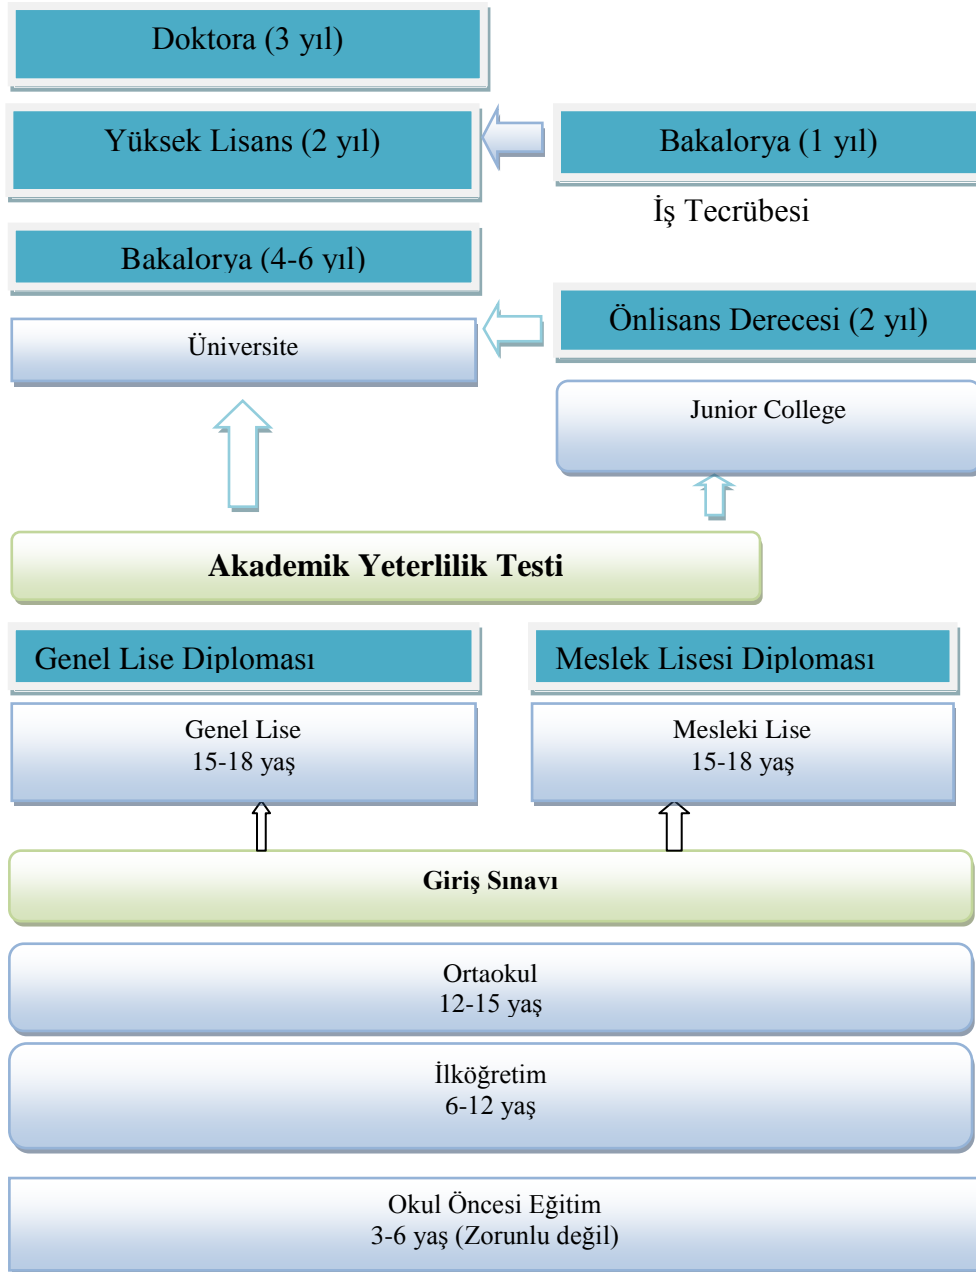 Doktora (3 yıl)
Yüksek Lisans (2 yıl)
Bakalorya (1 yıl)
İş Tecrübesi
Bakalorya (4-6 yıl)
Önlisans Derecesi (2 yıl)
Üniversite
Junior College
Akademik Yeterlilik Testi
Genel Lise Diploması
Meslek Lisesi Diploması
Genel Lise
15-18 yaş
Mesleki Lise
15-18 yaş
Giriş Sınavı
Ortaokul
12-15 yaş
İlköğretim
6-12 yaş
Okul Öncesi Eğitim
3-6 yaş (Zorunlu değil)